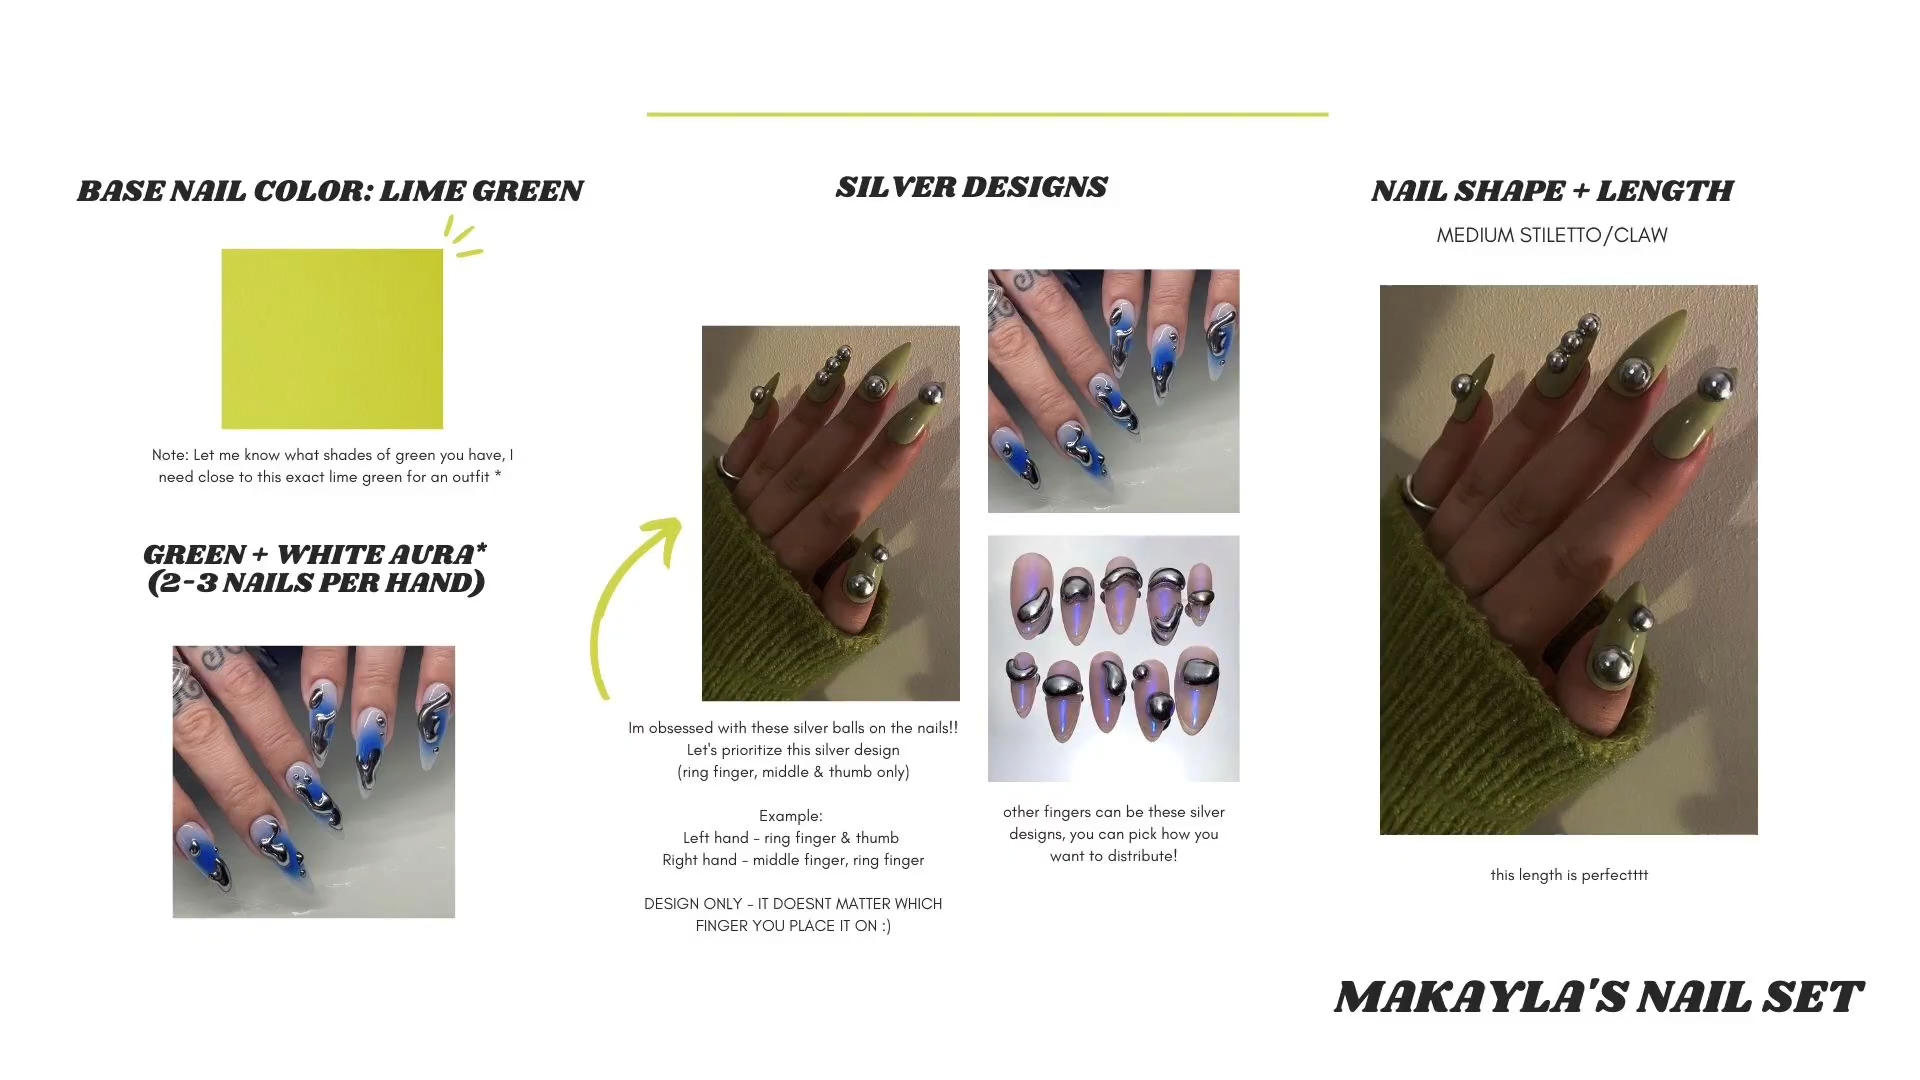 BASE NAIL COLOR: LIME GREEN
Note: Let me know what shades of green you have, I
need close to this exact lime green for an outfit *
GREEN + WHITE AURA*
(2-3 NAILS PER HAND)
SILVER DESIGNS
Im obsessed with these silver balls on the nails!!
Let's prioritize this silver design
(ring finger, middle & thumb only)
Example:
Left hand - ring finger & thumb
Right hand - middle finger, ring finger
DESIGN ONLY - IT DOESNT MATTER WHICH
FINGER YOU PLACE IT ON :)
other fingers can be these silver
designs, you can pick how you
want to distribute!
NAIL SHAPE + LENGTH
MEDIUM STILETTO/CLAW
this length is perfectttt
MAKAYLA'S NAIL SET